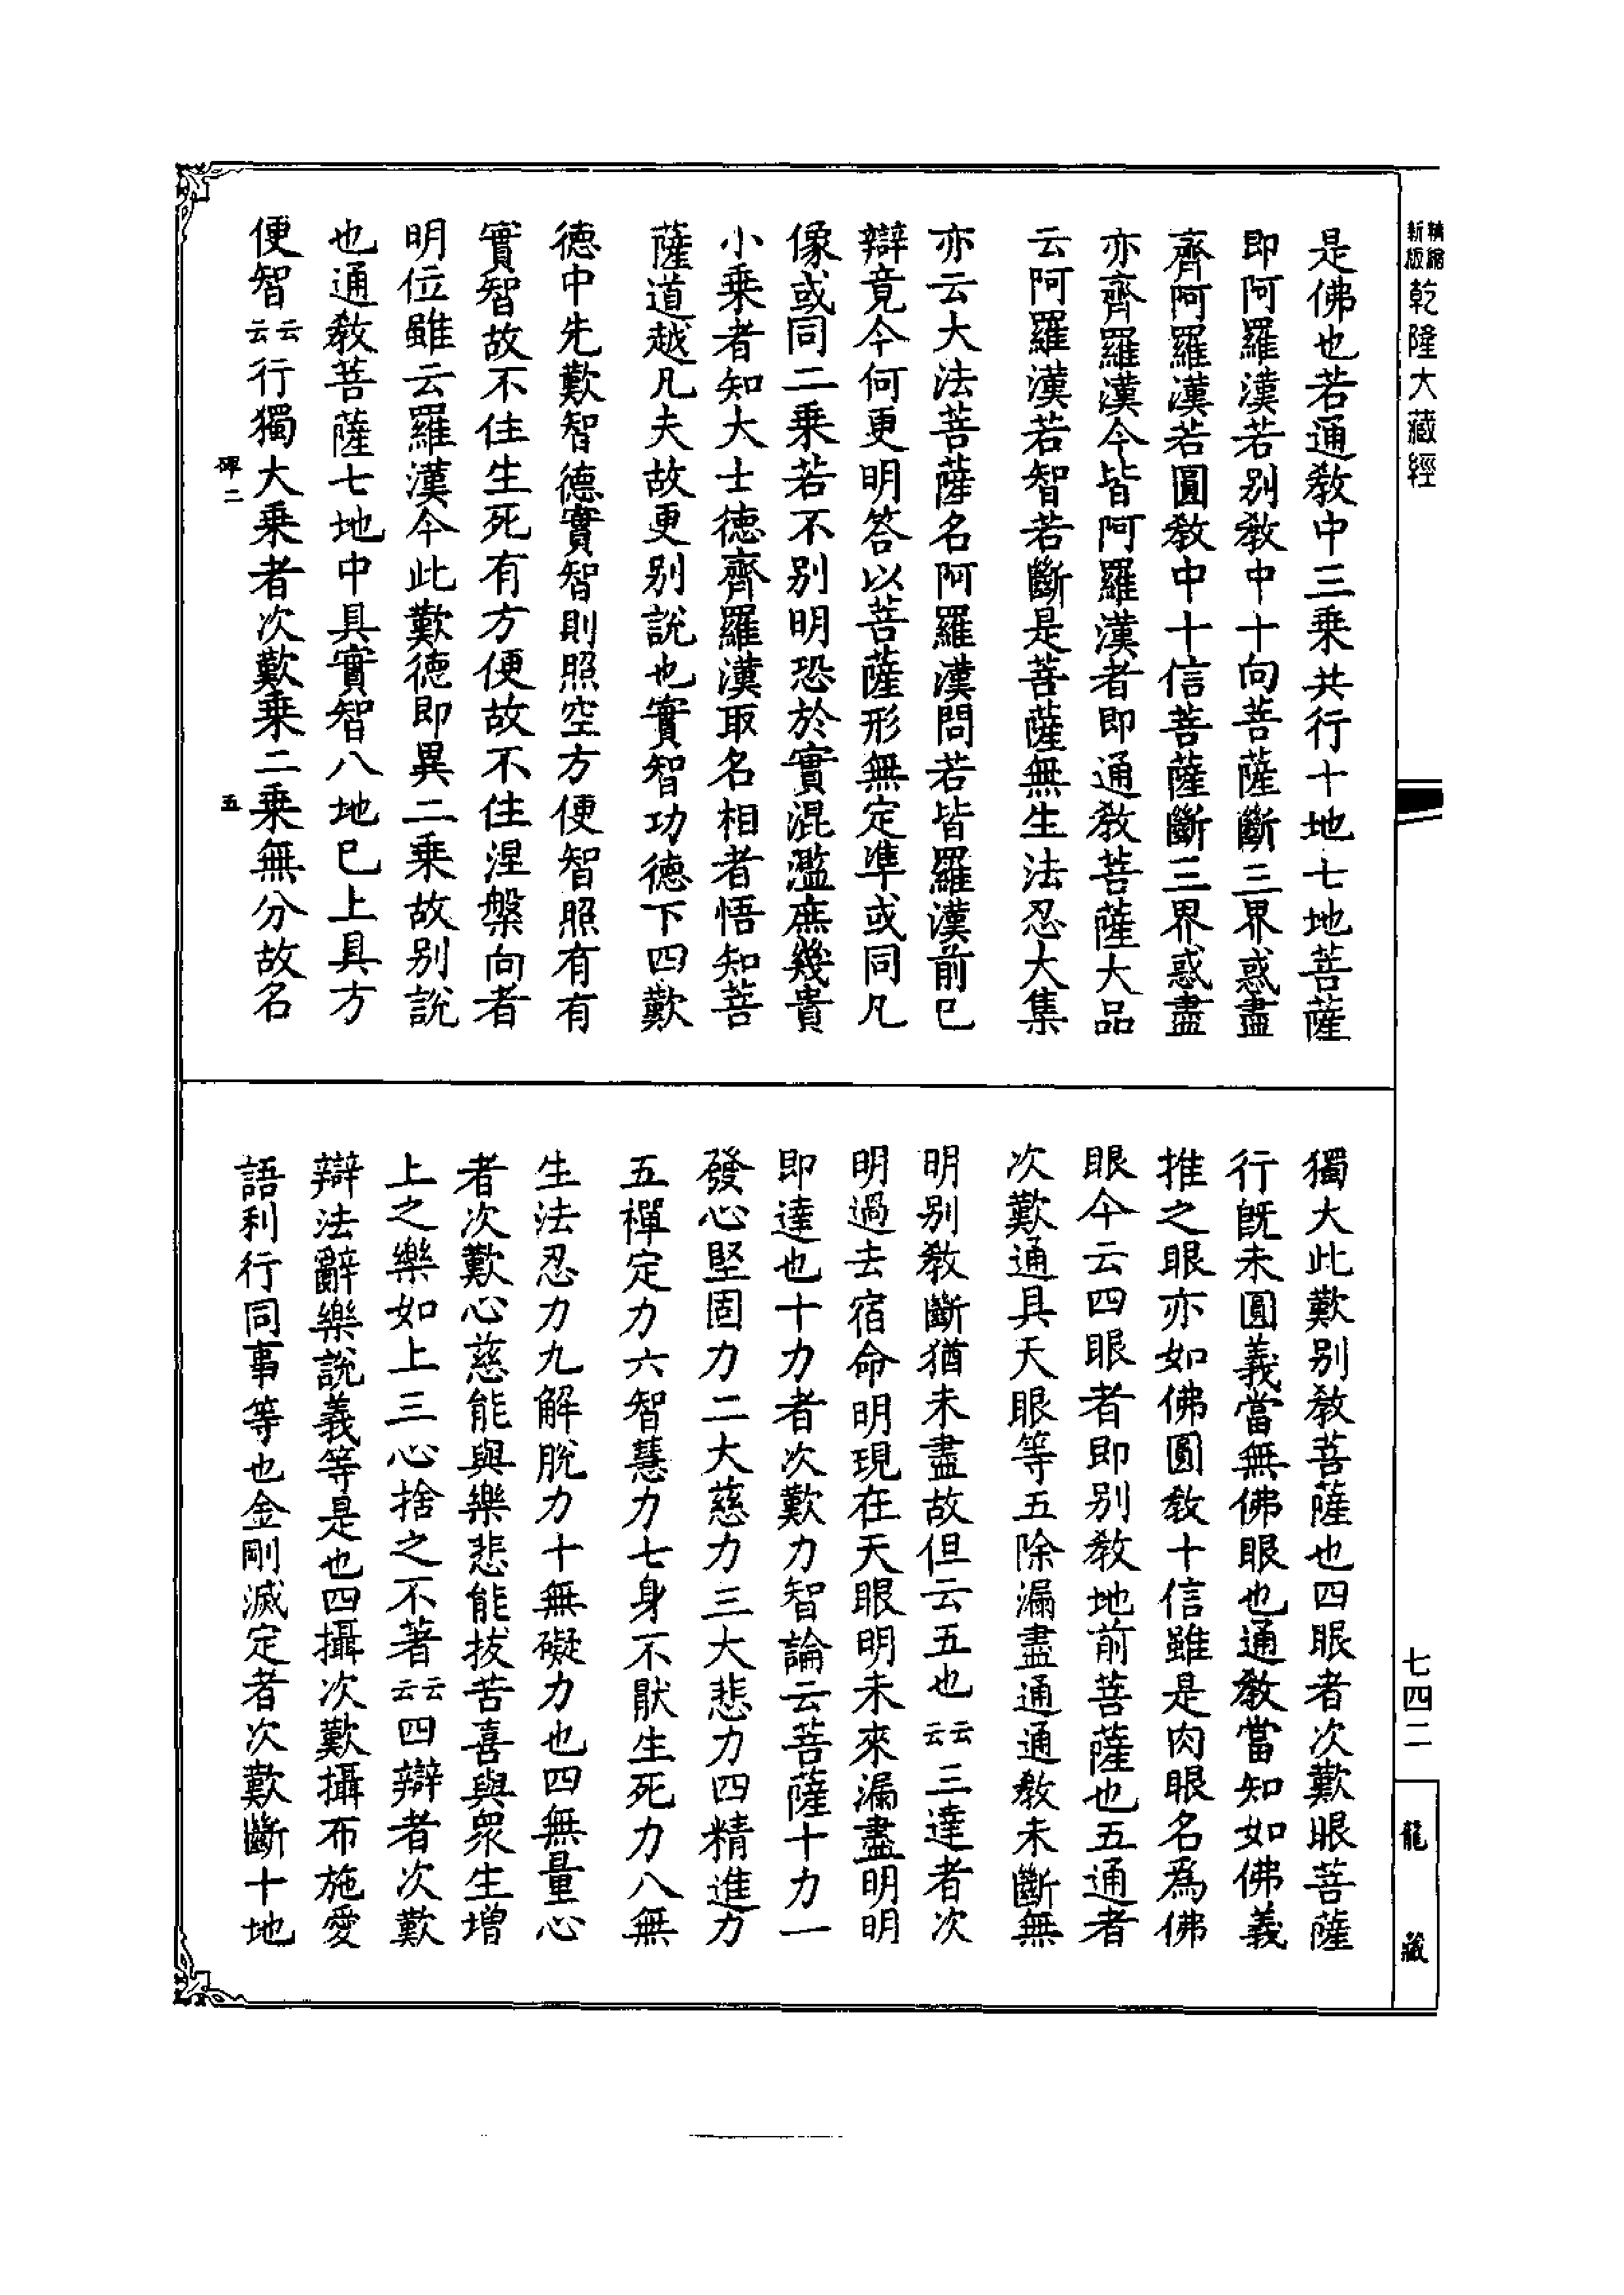 精縮新版乾隆大藏經
是佛也若通教中三乘共行十地七地菩薩
即阿羅漢若別教中十向菩薩斷三界惑盡
齊阿羅漢若圓教中十信菩薩斷三界惑盡
亦齊羅漢今皆阿羅漢者即通教菩薩大品
云阿羅漢若智若斷是菩薩無生法忍大集
亦云大法菩薩名阿羅漢問若皆羅漢前已
辯竟今何更明答以菩薩形無定準或同凡
像或同二乘若不別明恐於實混濫庶幾貴
小乘者知大士德齊羅漢取名相者悟知菩
薩道越凡夫故更別說也實智功德下四歎
德中先歎智德實智則照空方便智照有有
實智故不住生死有方便故不住涅槃向者
明位雖云羅漢今此歎德即異二乘故別說
也通教菩薩七地中具實智八地已上具方
便智云云行獨大乘者次歎乘二乘無分故名
碑二 五
獨大此歎別教菩薩也四眼者次歎眼菩薩
行旣未圓義當無佛眼也通教當知如佛義
推之眼亦如佛圓教十信雖是肉眼名為佛
眼今云四眼者即別教地前菩薩也五通者
次歎通具天眼等五除漏盡通通教未斷無
明別教斷猶未盡故但云五也云云三達者次
明過去宿命明現在天眼明未來漏盡明明
即達也十力者次歎力智論云菩薩十力一
發心堅固力二大慈力三大悲力四精進力
五禪定力六智慧力七身不猒生死力八無
生法忍力九解脫力十無礙力也四無量心
者次歎心慈能與樂悲能拔苦喜與眾生增
上之樂如上三心捨之不著云云四辯者次歎
辯法辭樂說義等是也四攝次歎攝布施愛
語利行同事等也金剛滅定者次歎斷十地
七四二
龍藏